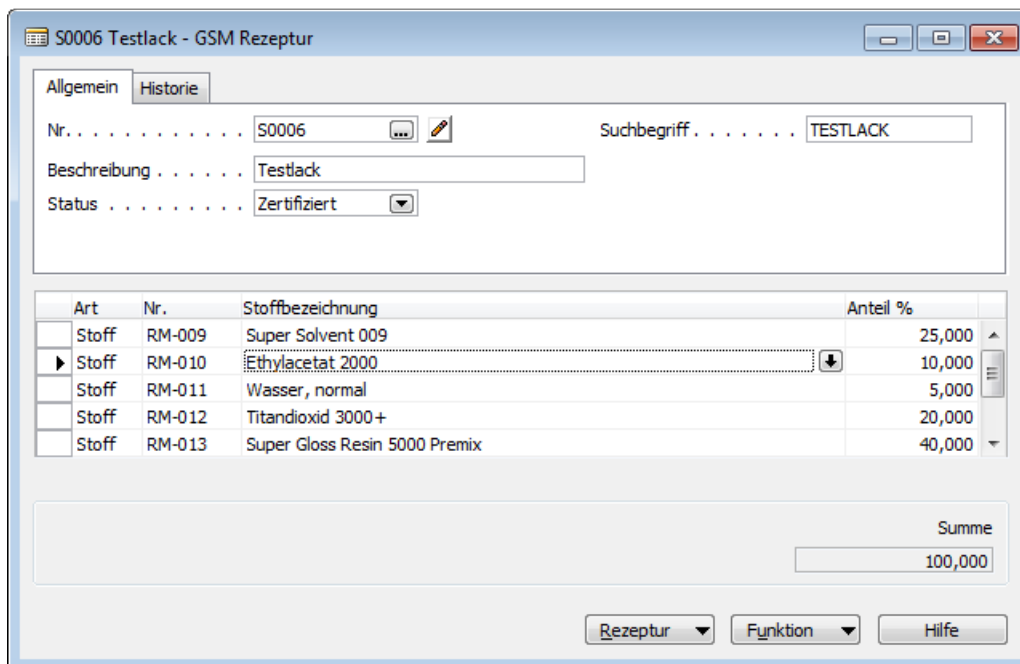 S0006 Testlack - GSM Rezeptur
Allgemein Historie
Nr. . . . . . . . . . . . . S0006 ... Suchbegriff . . . . . . . TESTLACK
Beschreibung . . . . . . Testlack
Status . . . . . . . . . Zertifiziert
Art Nr. Stoffbezeichnung Anteil %
Stoff RM-009 Super Solvent 009 25,000
Stoff RM-010 Ethylacetat 2000 10,000
Stoff RM-011 Wasser, normal 5,000
Stoff RM-012 Titandioxid 3000+ 20,000
Stoff RM-013 Super Gloss Resin 5000 Premix 40,000
Summe
100,000
Rezeptur Funktion Hilfe